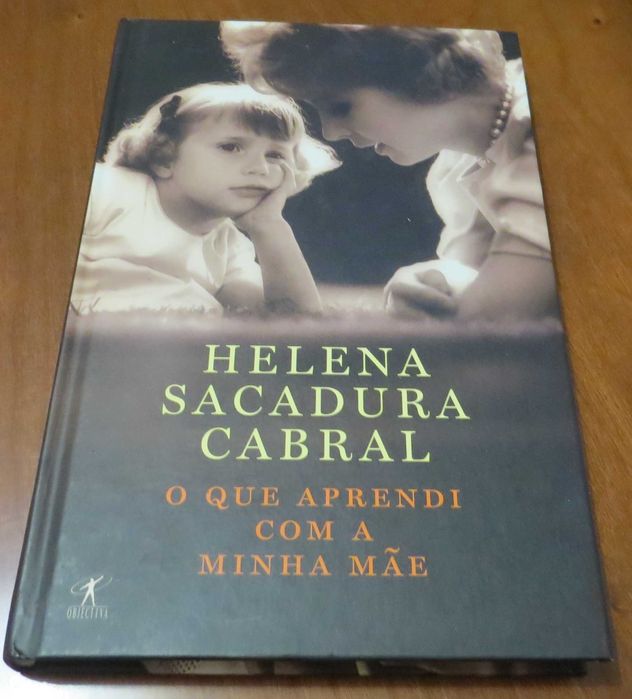 HELENA
SACADURA
CABRAL
O QUE APRENDI
COM A
MINHA MÃE
OBJECTIVA